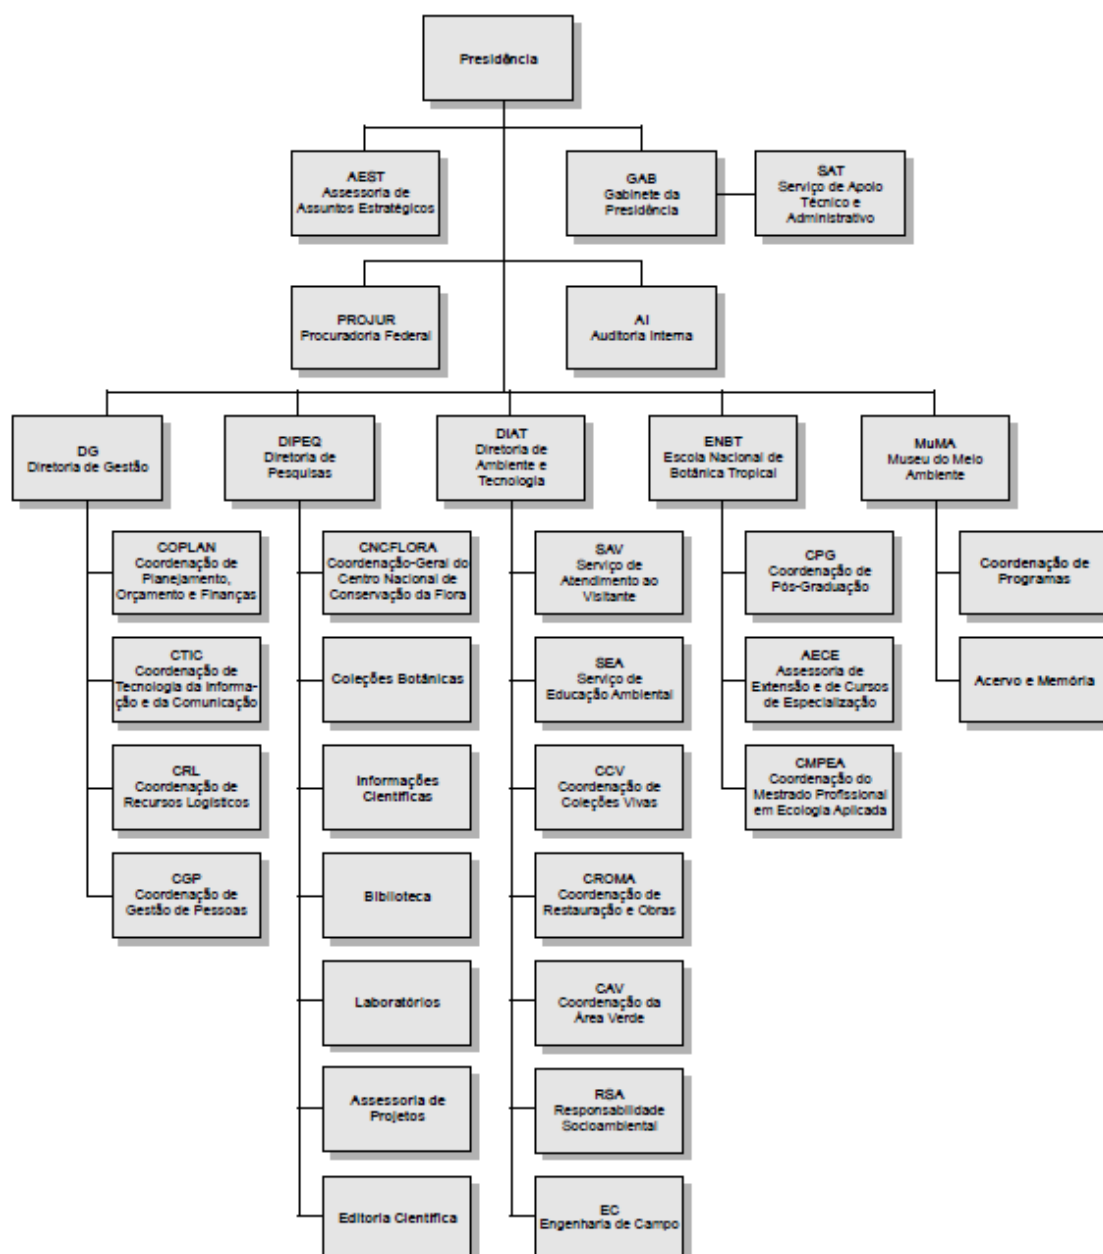 Presidência
AEST
Assessoria de
Assuntos Estratégicos
GAB
Gabinete da
Presidência
SAT
Serviço de Apoio
Técnico e
Administrativo
PROJUR
Procuradoria Federal
AI
Auditoria Interna
DG
Diretoria de Gestão
DIPEQ
Diretoria de
Pesquisas
DIAT
Diretoria de
Ambiente e
Tecnologia
ENBT
Escola Nacional de
Botânica Tropical
MuMA
Museu do Meio
Ambiente
COPLAN
Coordenação de
Planejamento,
Orçamento e Finanças
CTIC
Coordenação de
Tecnologia da Informa-
ção e da Comunicação
CRL
Coordenação de
Recursos Logísticos
CGP
Coordenação de
Gestão de Pessoas
CNCFLORA
Coordenação-Geral do
Centro Nacional de
Conservação da Flora
Coleções Botânicas
Informações
Científicas
Biblioteca
Laboratórios
Assessoria de
Projetos
Editoria Científica
SAV
Serviço de
Atendimento ao
Visitante
SEA
Serviço de
Educação Ambiental
CCV
Coordenação de
Coleções Vivas
CROMA
Coordenação de
Restauração e Obras
CAV
Coordenação da
Área Verde
RSA
Responsabilidade
Socioambiental
EC
Engenharia de Campo
CPG
Coordenação de
Pós-Graduação
AECE
Assessoria de
Extensão e de Cursos
de Especialização
CMPEA
Coordenação do
Mestrado Profissional
em Ecologia Aplicada
Coordenação de
Programas
Acervo e Memória